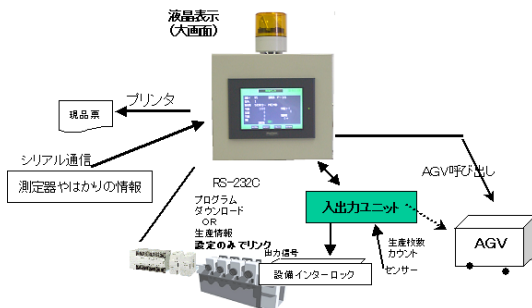 液晶表示
(大画面)
プリンタ
現品票
シリアル通信
測定器やはかりの情報
RS-232C
プログラム
ダウンロード
OR
生産情報
設定のみでリンク
AGV呼び出し
入出力ユニット
出力信号
設備インターロック
生産枚数
カウント
センサー
AGV